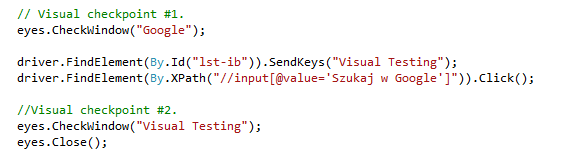 // Visual checkpoint #1.
eyes.CheckWindow("Google");
driver.FindElement(By.Id("lst-ib")).SendKeys("Visual Testing");
driver.FindElement(By.XPath("//input[@value='Szukaj w Google']")).Click();
//Visual checkpoint #2.
eyes.CheckWindow("Visual Testing");
eyes.Close();